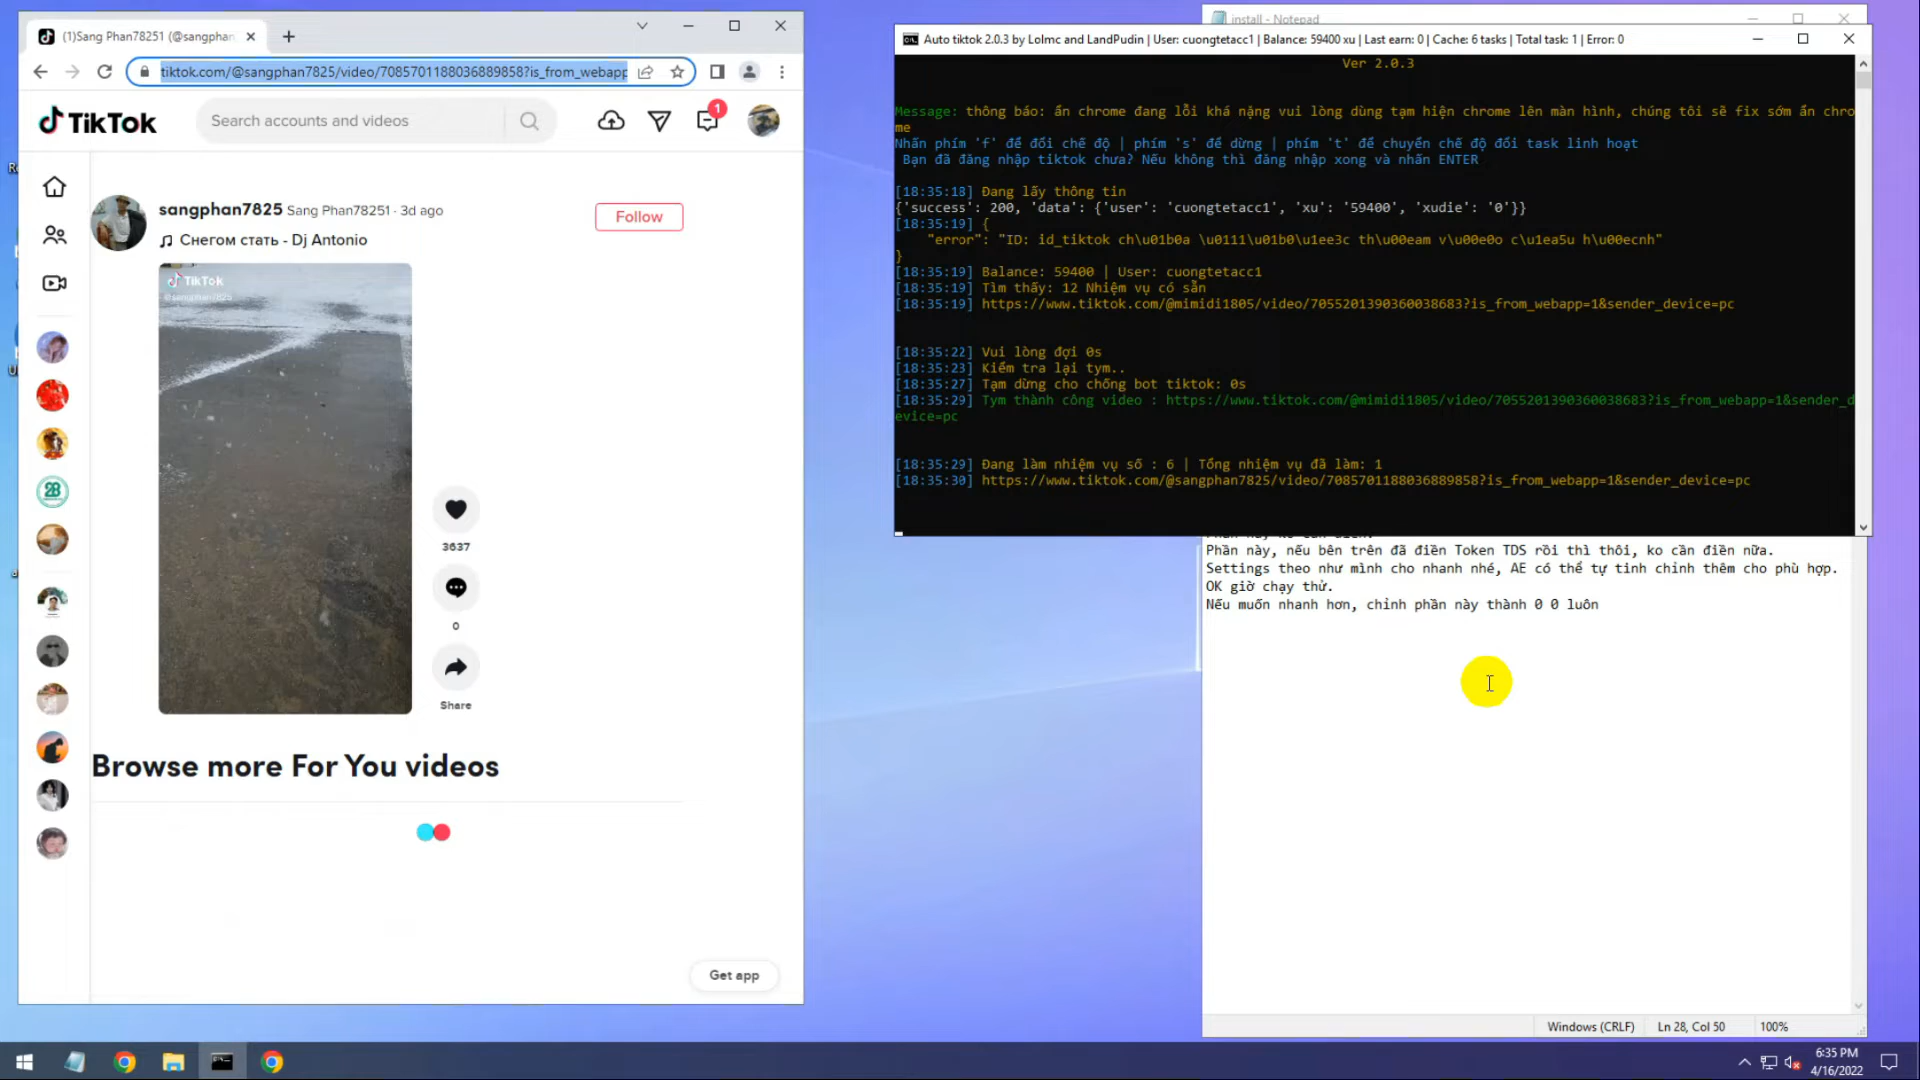 (1)Sang Phan78251 (@sangphan
tiktok.com/@sangphan7825/video/7085701188036889858?is_from_webapp
TikTok
Search accounts and videos
1
sangphan7825 Sang Phan78251 · 3d ago
Follow
Снегом стать - Dj Antonio
TikTok
@sangphan7825
28
3637
0
Share
Browse more For You videos
Get app
install - Notepad
Auto tiktok 2.0.3 by Lolmc and LandPudin | User: cuongtetacc1 | Balance: 59400 xu | Last earn: 0 | Cache: 6 tasks | Total task: 1 | Error: 0
Ver 2.0.3
Message: thông báo: ẩn chrome đang lỗi khá nặng vui lòng dùng tạm hiện chrome lên màn hình, chúng tôi sẽ fix sớm ẩn chro
me
Nhấn phím 'f' để đổi chế độ | phím 's' để dừng | phím 't' để chuyển chế độ đổi task linh hoạt
Bạn đã đăng nhập tiktok chưa? Nếu không thì đăng nhập xong và nhấn ENTER
[18:35:18] Đang lấy thông tin
{'success': 200, 'data': {'user': 'cuongtetacc1', 'xu': '59400', 'xudie': '0'}}
[18:35:19] {
"error": "ID: id_tiktok ch\u01b0a \u0111\u01b0\u1ee3c th\u00eam v\u00e0o c\u1ea5u h\u00ecnh"
}
[18:35:19] Balance: 59400 | User: cuongtetacc1
[18:35:19] Tìm thấy: 12 Nhiệm vụ có sẵn
[18:35:19] https://www.tiktok.com/@mimidi1805/video/7055201390360038683?is_from_webapp=1&sender_device=pc
[18:35:22] Vui lòng đợi 0s
[18:35:23] Kiểm tra lại tym..
[18:35:27] Tạm dừng cho chống bot tiktok: 0s
[18:35:29] Tym thành công video : https://www.tiktok.com/@mimidi1805/video/7055201390360038683?is_from_webapp=1&sender_d
evice=pc
[18:35:29] Đang làm nhiệm vụ số : 6 | Tổng nhiệm vụ đã làm: 1
[18:35:30] https://www.tiktok.com/@sangphan7825/video/7085701188036889858?is_from_webapp=1&sender_device=pc
Phần này, nếu bên trên đã điền Token TDS rồi thì thôi, ko cần điền nữa.
Settings theo như mình cho nhanh nhé, AE có thể tự tinh chỉnh thêm cho phù hợp.
OK giờ chạy thử.
Nếu muốn nhanh hơn, chỉnh phần này thành 0 0 luôn
Windows (CRLF)
Ln 28, Col 50
100%
6:35 PM
4/16/2022